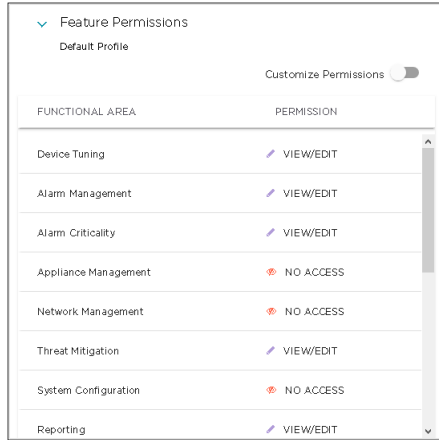 Feature Permissions
Default Profile
Customize Permissions
FUNCTIONAL AREA PERMISSION
Device Tuning VIEW/EDIT
Alarm Management VIEW/EDIT
Alarm Criticality VIEW/EDIT
Appliance Management NO ACCESS
Network Management NO ACCESS
Threat Mitigation VIEW/EDIT
System Configuration NO ACCESS
Reporting VIEW/EDIT